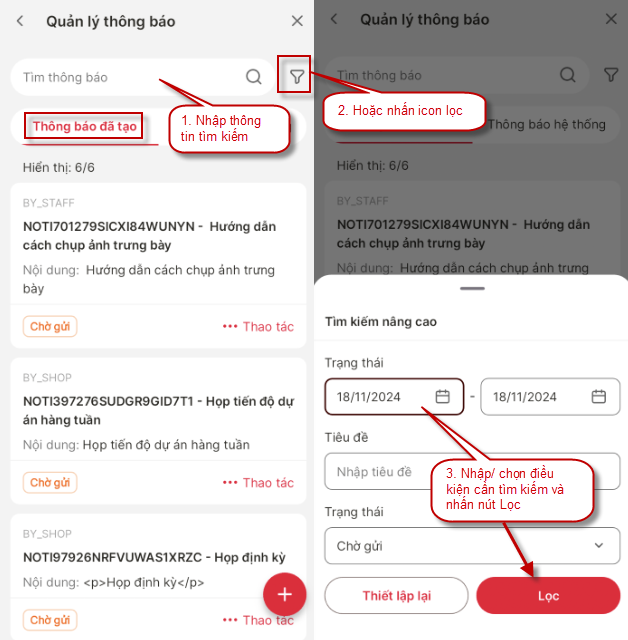 Quản lý thông báo
Tìm thông báo
1. Nhập thông
tin tìm kiếm
Thông báo đã tạo
Hiển thị: 6/6
BY_STAFF
NOTI701279SICXI84WUNYN - Hướng dẫn
cách chụp ảnh trưng bày
Nội dung: Hướng dẫn cách chụp ảnh trưng
bày
Chờ gửi
••• Thao tác
BY_SHOP
NOTI397276SUDGR9GID7T1 - Họp tiến độ dự
án hàng tuần
Nội dung: Họp tiến độ dự án hàng tuần
Chờ gửi
••• Thao tác
BY_SHOP
NOTI97926NRFVUWAS1XRZC - Họp định kỳ
Nội dung: <p>Họp định kỳ</p>
Chờ gửi
••• Thao tác
Quản lý thông báo
Tìm thông báo
2. Hoặc nhấn icon lọc
Thông báo hệ thống
Hiển thị: 6/6
BY_STAFF
NOTI701279SICXI84WUNYN - Hướng dẫn
cách chụp ảnh trưng bày
Nội dung: Hướng dẫn cách chụp ảnh trưng
Tìm kiếm nâng cao
Trạng thái
18/11/2024 - 18/11/2024
Tiêu đề
Nhập tiêu đề
3. Nhập/ chọn điều
kiện cần tìm kiếm và
nhấn nút Lọc
Trạng thái
Chờ gửi
Thiết lập lại
Lọc